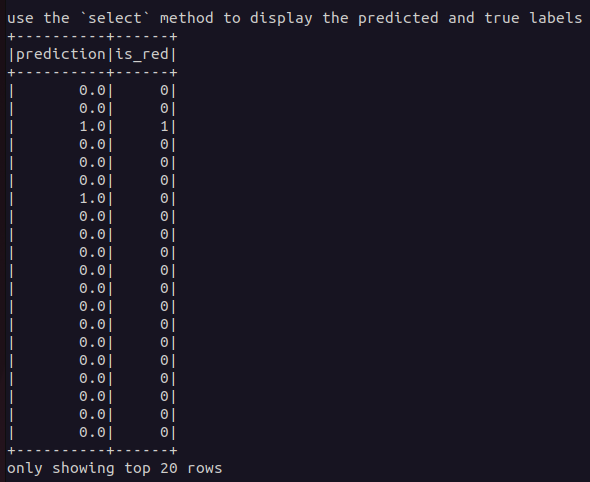 use the `select` method to display the predicted and true labels
+----------+------+
|prediction|is_red|
+----------+------+
|       0.0|     0|
|       0.0|     0|
|       1.0|     1|
|       0.0|     0|
|       0.0|     0|
|       0.0|     0|
|       1.0|     0|
|       0.0|     0|
|       0.0|     0|
|       0.0|     0|
|       0.0|     0|
|       0.0|     0|
|       0.0|     0|
|       0.0|     0|
|       0.0|     0|
|       0.0|     0|
|       0.0|     0|
|       0.0|     0|
|       0.0|     0|
|       0.0|     0|
+----------+------+
only showing top 20 rows